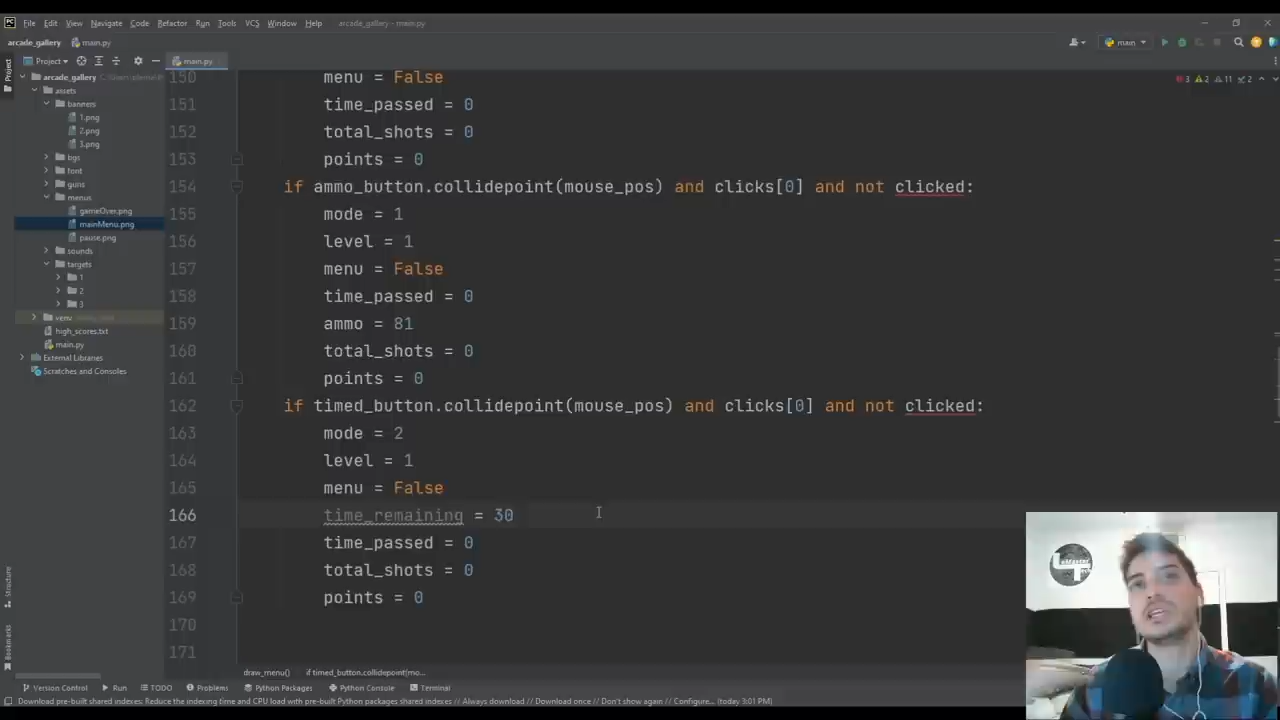 PC File Edit View Navigate Code Refactor Run Tools VCS Window Help arcade_gallery - main.py
arcade_gallery main.py main
Project main.py
arcade_gallery
assets
banners
1.png
2.png
3.png
bgs
font
guns
menus
gameOver.png
mainMenu.png
pause.png
sounds
targets
1
2
3
venv
high_scores.txt
main.py
External Libraries
Scratches and Consoles
Project
Structure
Bookmarks
3 2 11 2
150 menu = False
151 time_passed = 0
152 total_shots = 0
153 points = 0
154 if ammo_button.collidepoint(mouse_pos) and clicks[0] and not clicked:
155 mode = 1
156 level = 1
157 menu = False
158 time_passed = 0
159 ammo = 81
160 total_shots = 0
161 points = 0
162 if timed_button.collidepoint(mouse_pos) and clicks[0] and not clicked:
163 mode = 2
164 level = 1
165 menu = False
166 time_remaining = 30
167 time_passed = 0
168 total_shots = 0
169 points = 0
170
171
draw_menu() if timed_button.collidepoint(mo...
Version Control Run TODO Problems Python Packages Python Console Terminal
Download pre-built shared indexes: Reduce the indexing time and CPU load with pre-built Python packages shared indexes // Always download // Download once // Don't show again // Configure... (today 3:01 PM)